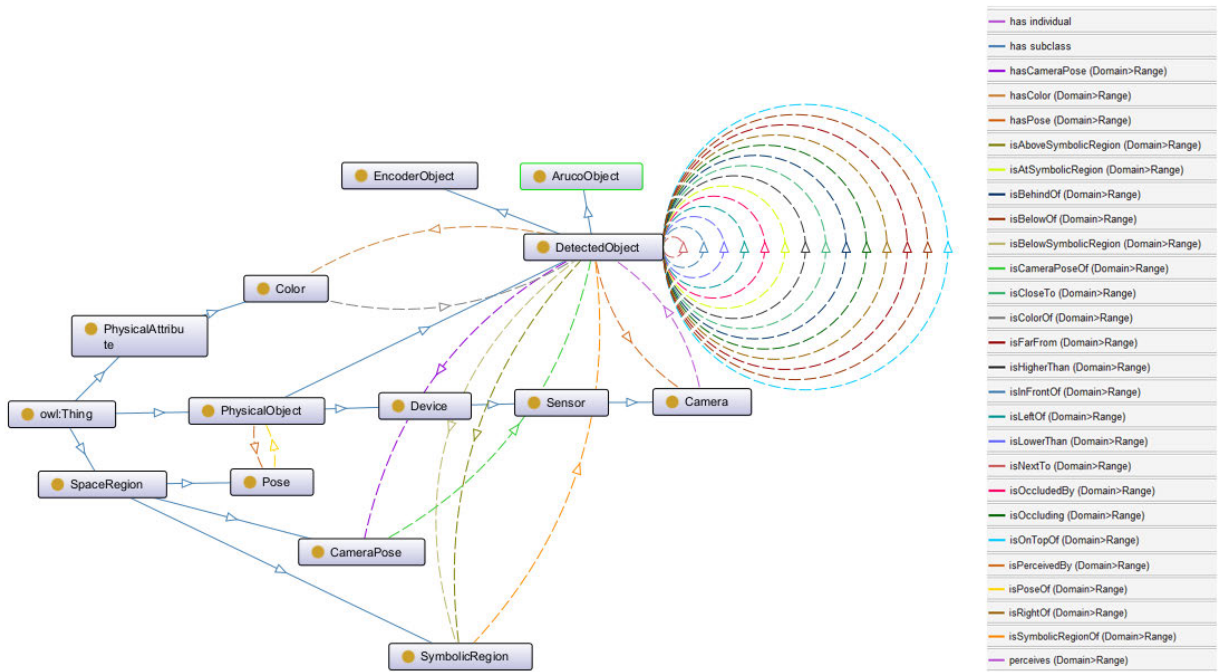 EncoderObject
ArucoObject
DetectedObject
Color
PhysicalAttribu
te
owl:Thing
PhysicalObject
Device
Sensor
Camera
SpaceRegion
Pose
CameraPose
SymbolicRegion
has individual
has subclass
hasCameraPose (Domain>Range)
hasColor (Domain>Range)
hasPose (Domain>Range)
isAboveSymbolicRegion (Domain>Range)
isAtSymbolicRegion (Domain>Range)
isBehindOf (Domain>Range)
isBelowOf (Domain>Range)
isBelowSymbolicRegion (Domain>Range)
isCameraPoseOf (Domain>Range)
isCloseTo (Domain>Range)
isColorOf (Domain>Range)
isFarFrom (Domain>Range)
isHigherThan (Domain>Range)
isInFrontOf (Domain>Range)
isLeftOf (Domain>Range)
isLowerThan (Domain>Range)
isNextTo (Domain>Range)
isOccludedBy (Domain>Range)
isOccluding (Domain>Range)
isOnTopOf (Domain>Range)
isPerceivedBy (Domain>Range)
isPoseOf (Domain>Range)
isRightOf (Domain>Range)
isSymbolicRegionOf (Domain>Range)
perceives (Domain>Range)